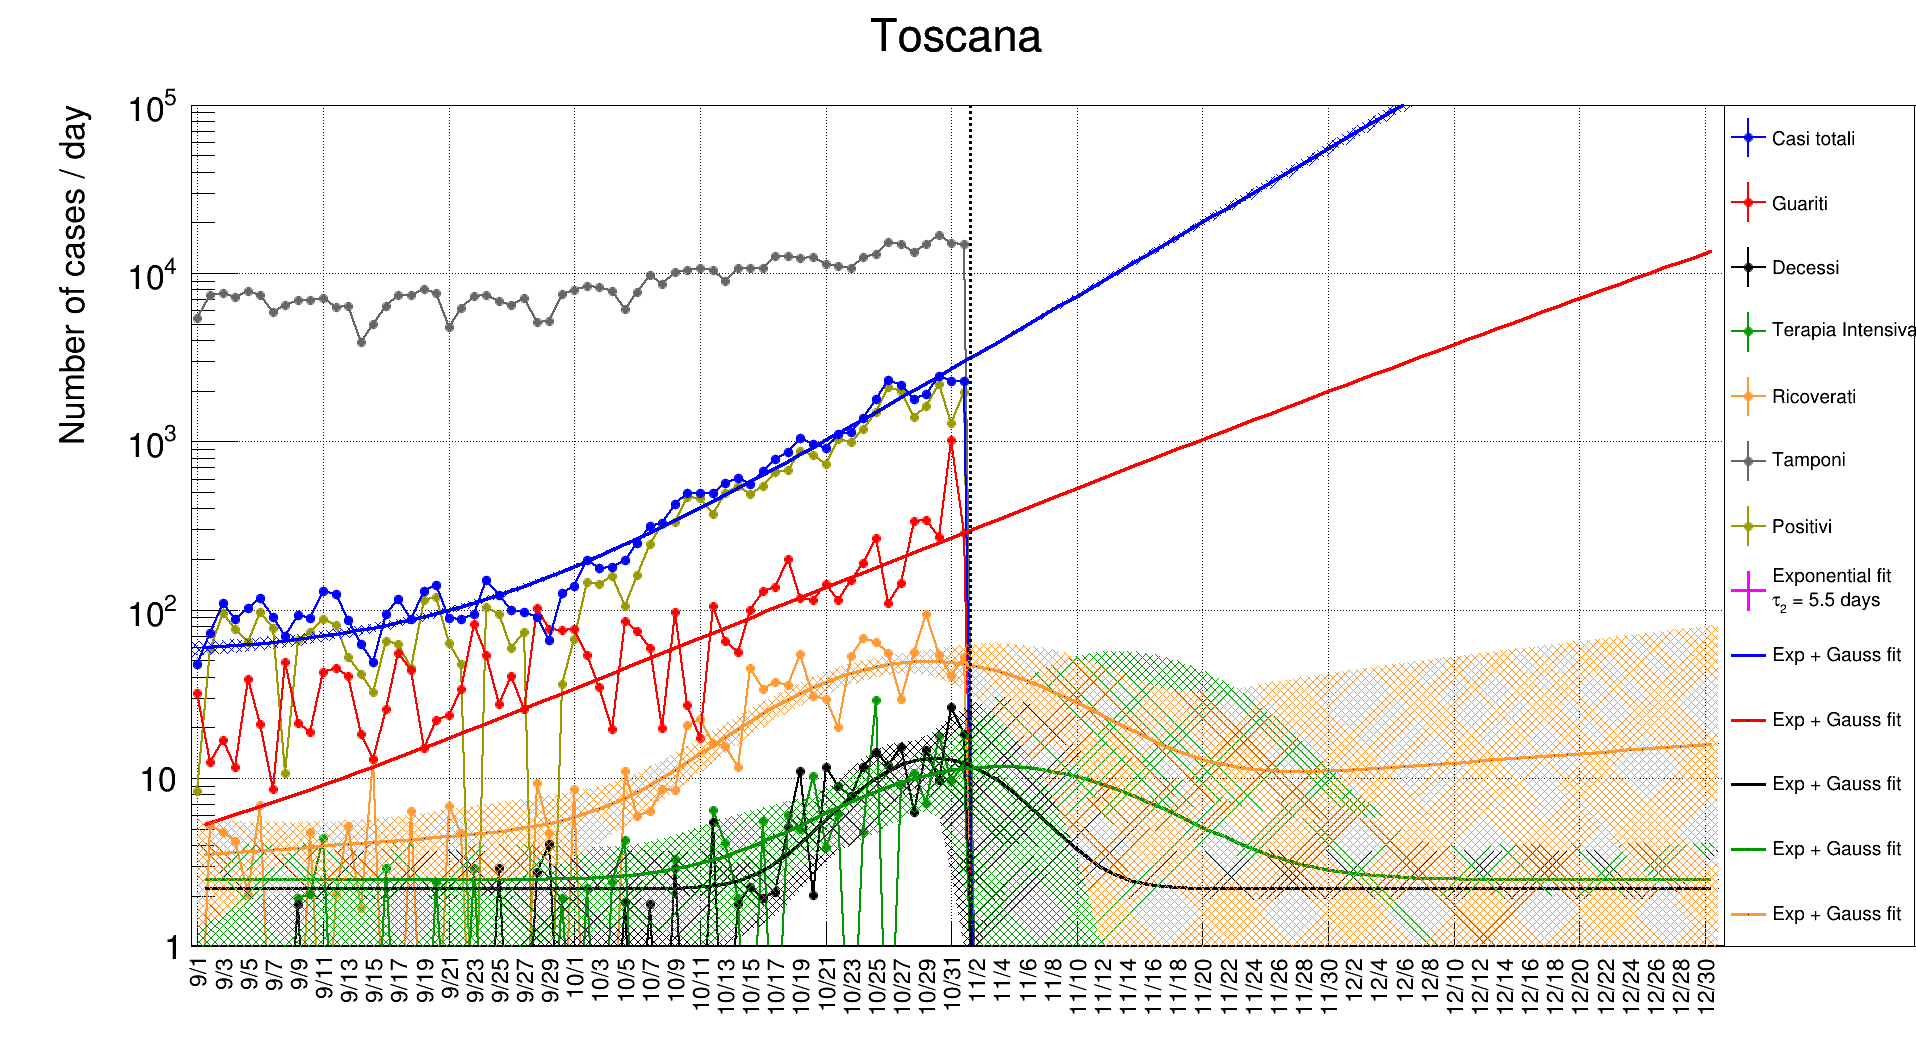 Toscana
Number of cases / day
10^5
10^4
10^3
10^2
10
1
9/1 9/3 9/5 9/7 9/9 9/11 9/13 9/15 9/17 9/19 9/21 9/23 9/25 9/27 9/29 10/1 10/3 10/5 10/7 10/9 10/11 10/13 10/15 10/17 10/19 10/21 10/23 10/25 10/27 10/29 10/31 11/2 11/4 11/6 11/8 11/10 11/12 11/14 11/16 11/18 11/20 11/22 11/24 11/26 11/28 11/30 12/2 12/4 12/6 12/8 12/10 12/12 12/14 12/16 12/18 12/20 12/22 12/24 12/26 12/28 12/30
Casi totali
Guariti
Decessi
Terapia Intensiva
Ricoverati
Tamponi
Positivi
Exponential fit
τ2 = 5.5 days
Exp + Gauss fit
Exp + Gauss fit
Exp + Gauss fit
Exp + Gauss fit
Exp + Gauss fit